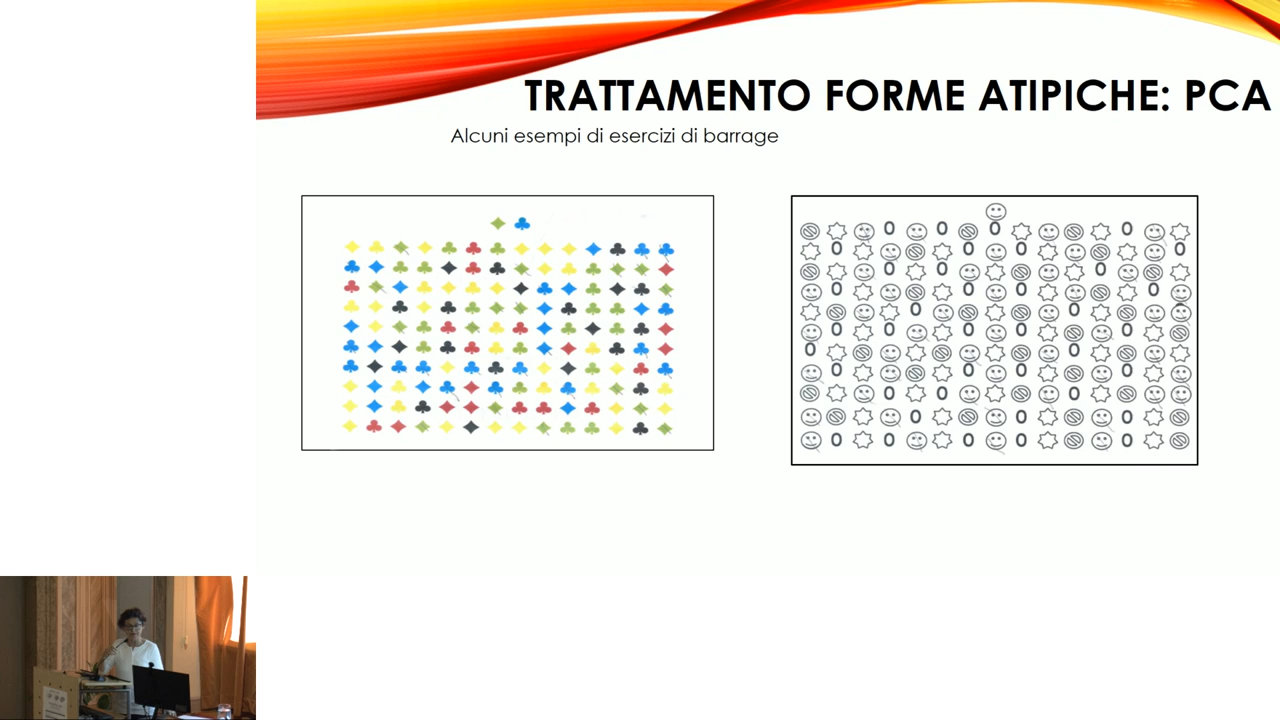 TRATTAMENTO FORME ATIPICHE: PCA
Alcuni esempi di esercizi di barrage